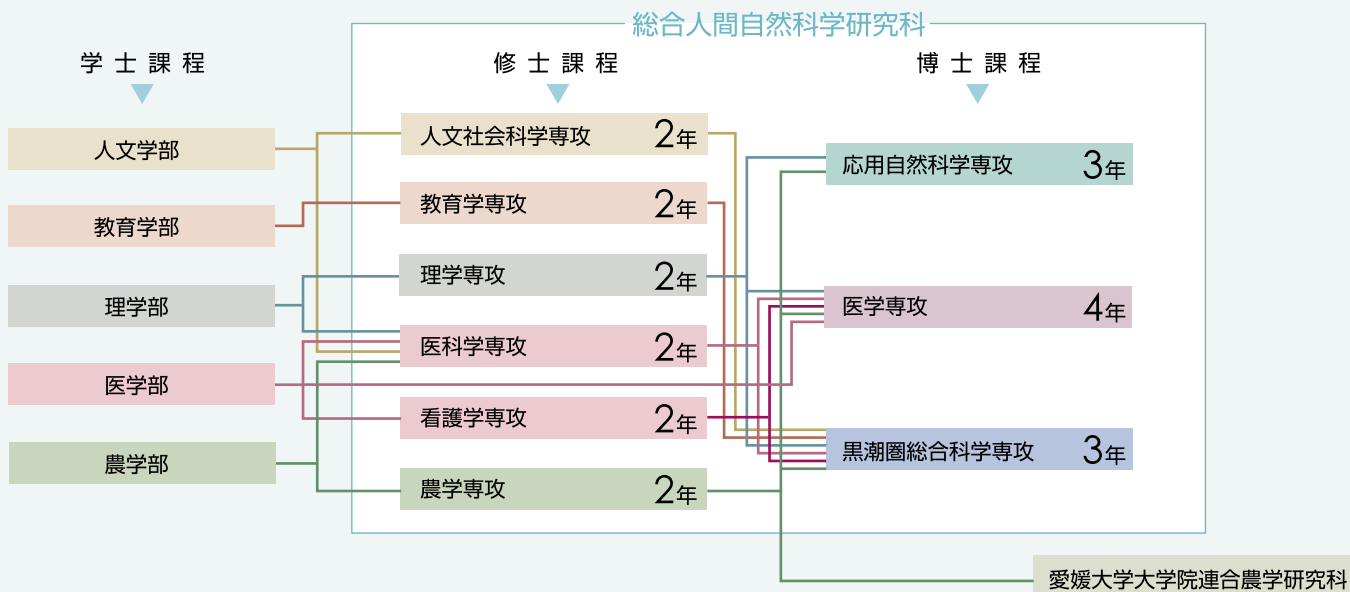 総合人間自然科学研究科
学士課程
修士課程
博士課程
人文学部
教育学部
理学部
医学部
農学部
人文社会科学専攻 2年
教育学専攻 2年
理学専攻 2年
医科学専攻 2年
看護学専攻 2年
農学専攻 2年
応用自然科学専攻 3年
医学専攻 4年
黒潮圏総合科学専攻 3年
愛媛大学大学院連合農学研究科